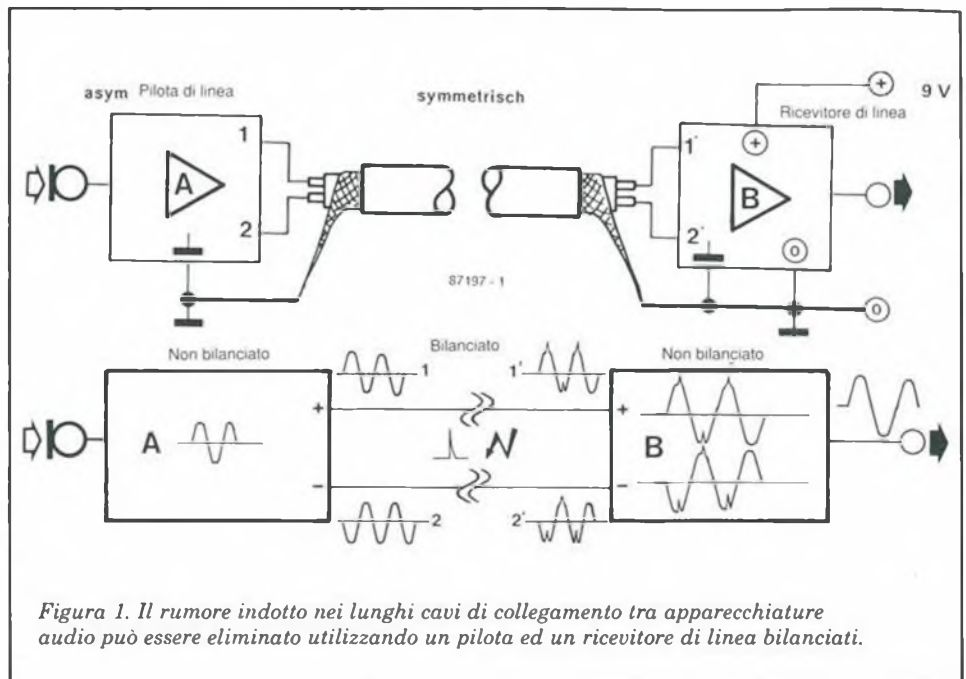 asym Pilota di linea
symmetrisch
9 V
Ricevitore di linea
1
1'
A
B
2
2'
0
87197 - 1
0
Non bilanciato
Bilanciato
Non bilanciato
1
1'
+
+
A
B
−
−
2
2'
Figura 1. Il rumore indotto nei lunghi cavi di collegamento tra apparecchiature
audio può essere eliminato utilizzando un pilota ed un ricevitore di linea bilanciati.